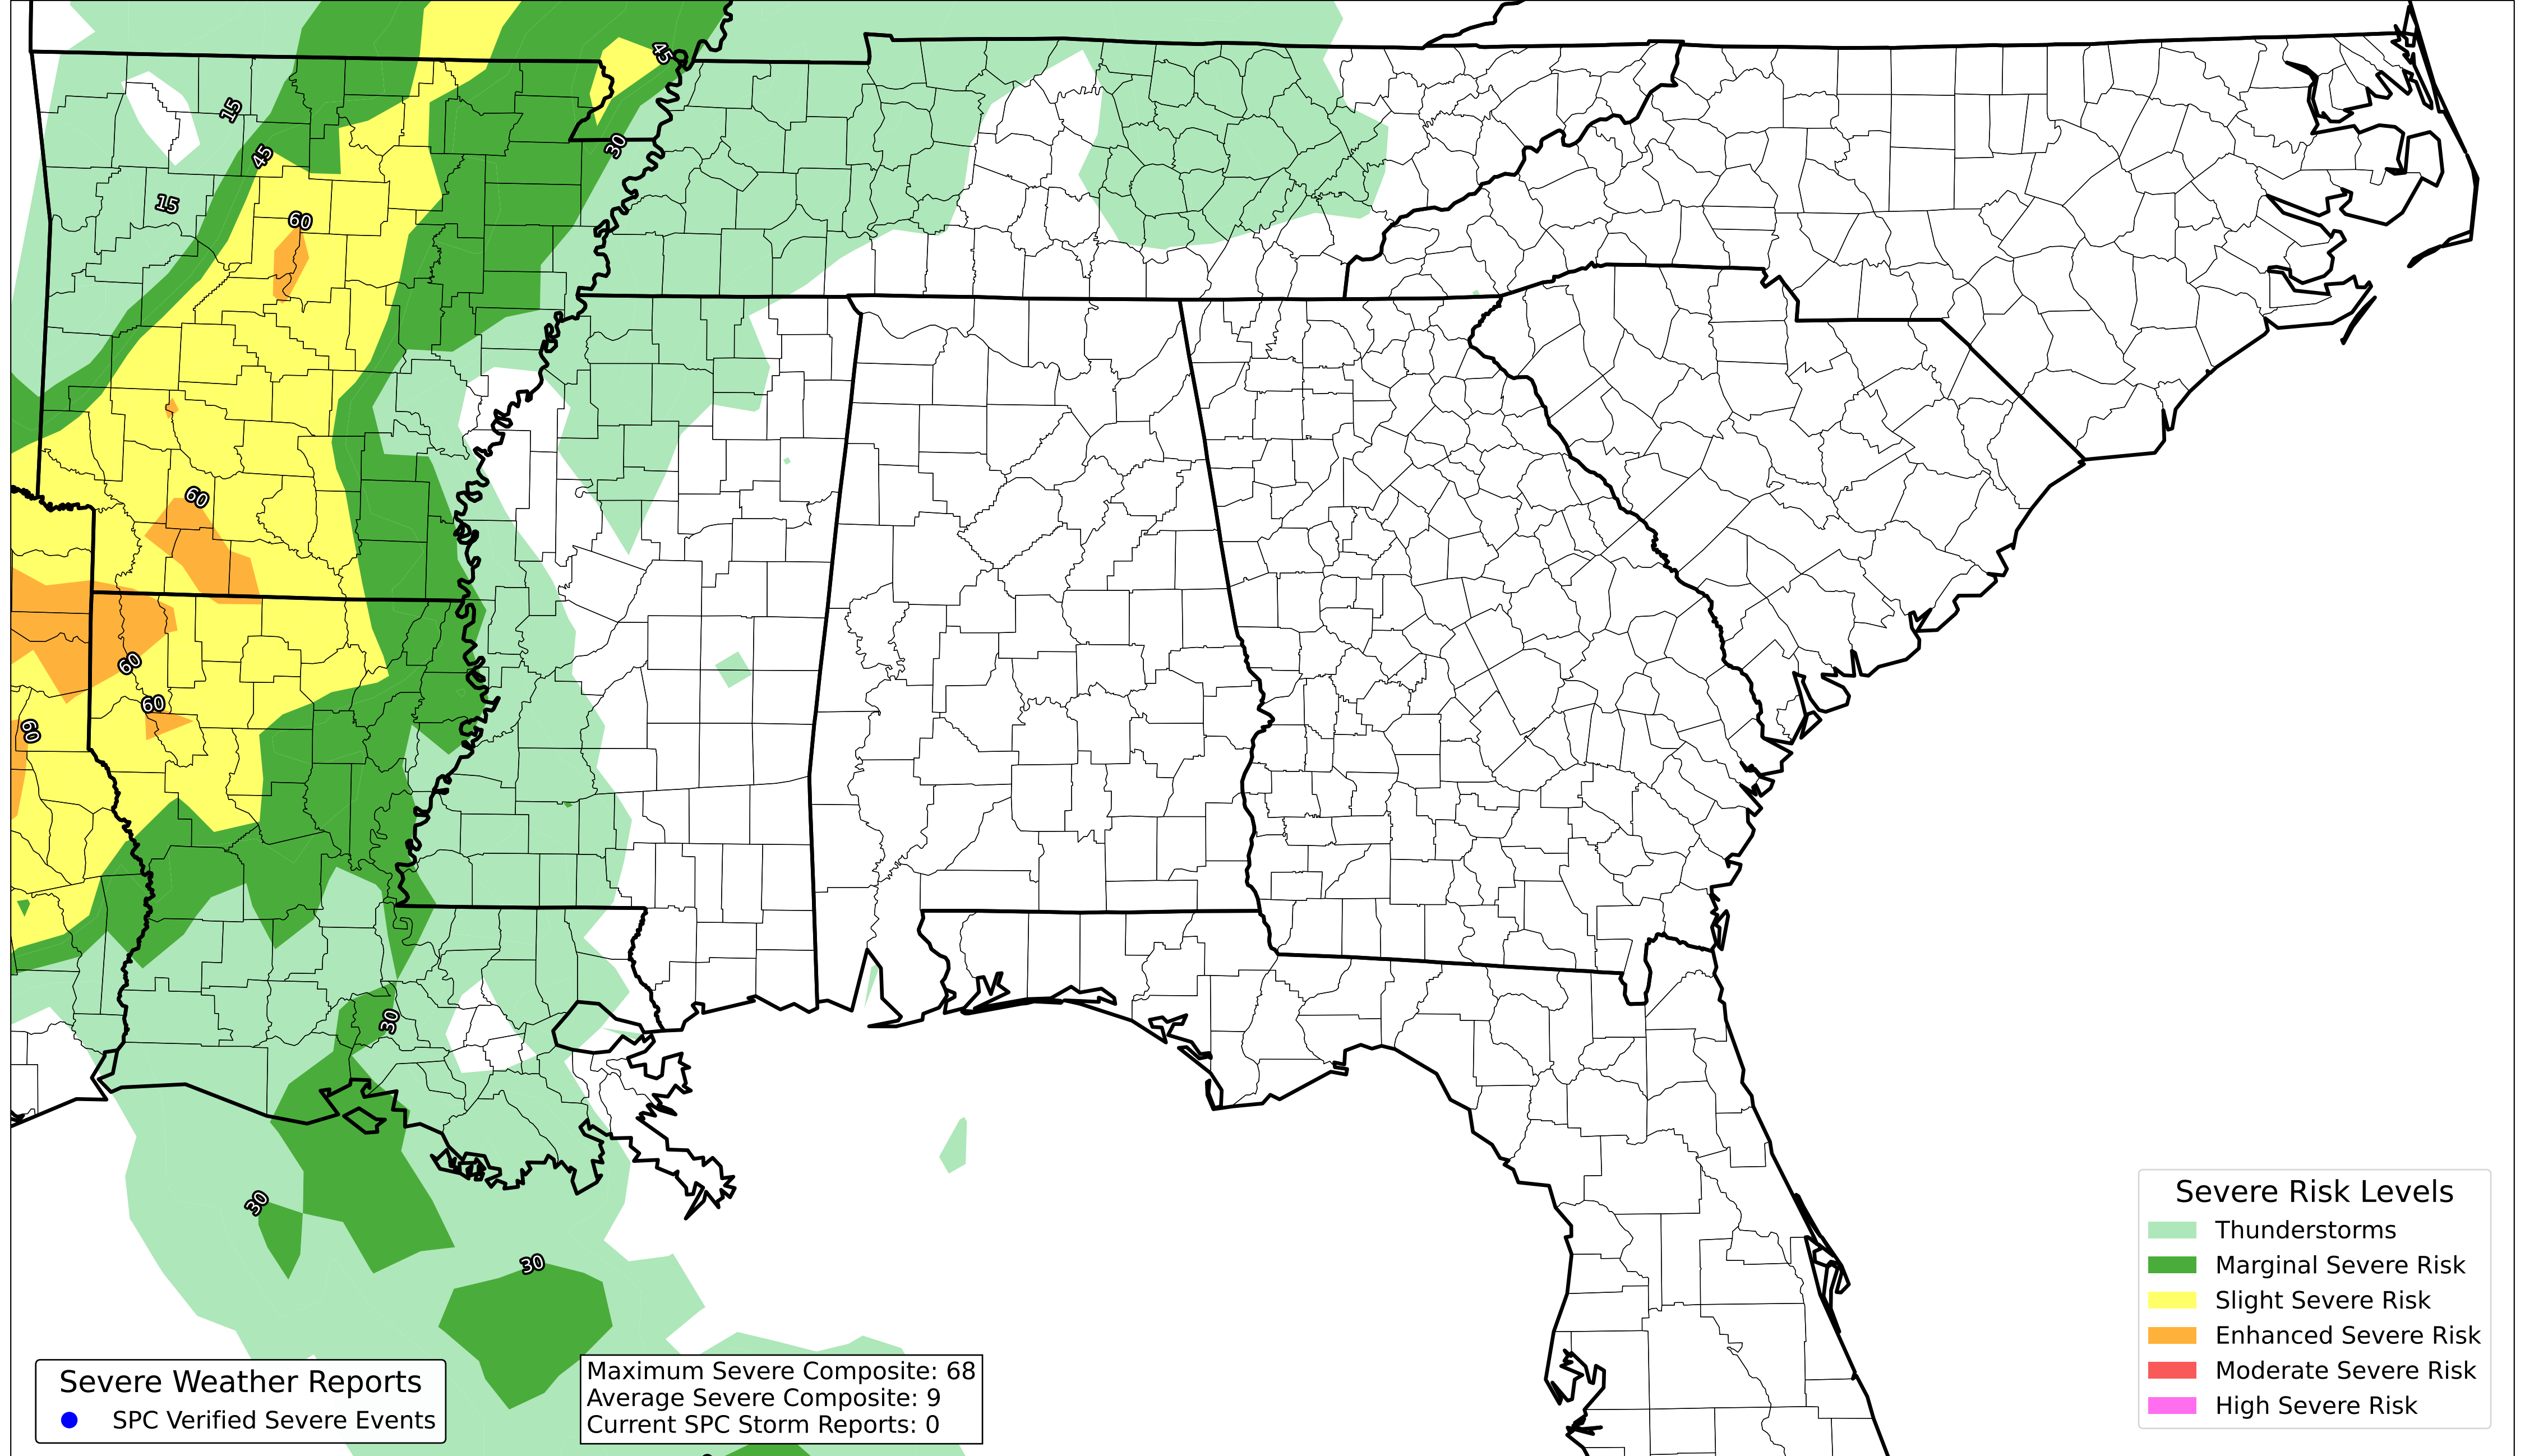 45
15
30
45
15
60
60
60
60
60
30
30
30
Severe Weather Reports
SPC Verified Severe Events
Maximum Severe Composite: 68
Average Severe Composite: 9
Current SPC Storm Reports: 0
Severe Risk Levels
Thunderstorms
Marginal Severe Risk
Slight Severe Risk
Enhanced Severe Risk
Moderate Severe Risk
High Severe Risk